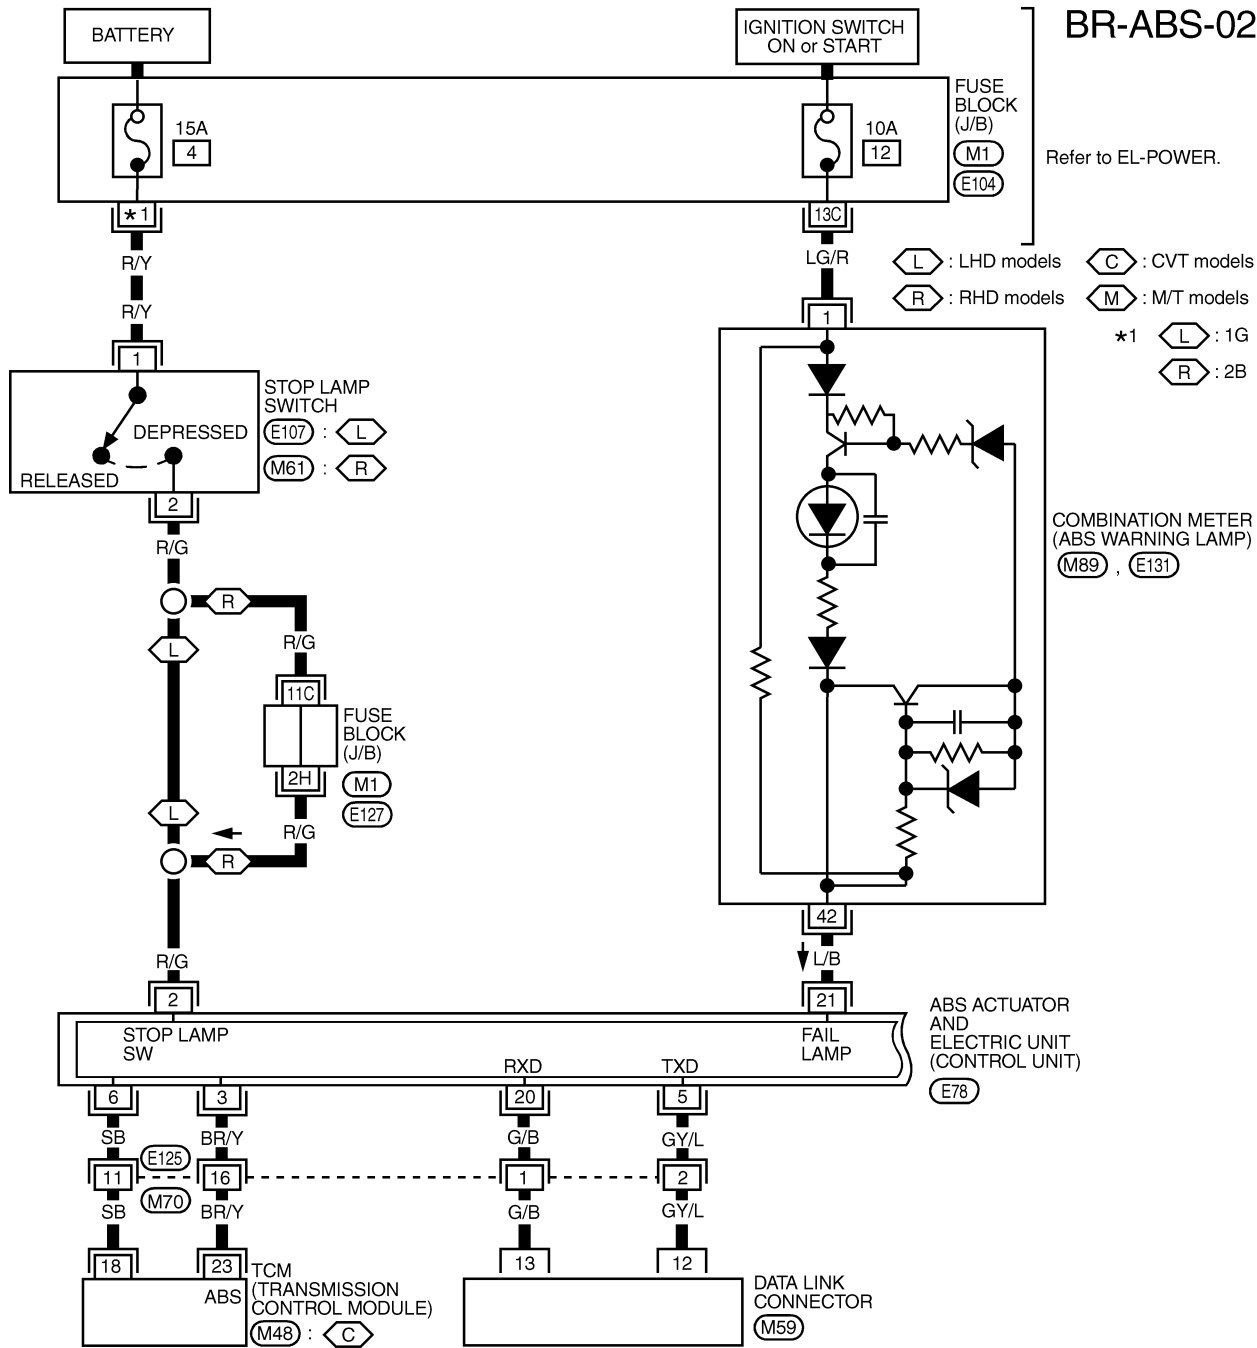 BR-ABS-02
BATTERY
IGNITION SWITCH
ON or START
FUSE
BLOCK
(J/B)
M1
E104
Refer to EL-POWER.
15A
4
10A
12
*1
13C
R/Y
LG/R
R/Y
L : LHD models
C : CVT models
R : RHD models
M : M/T models
*1 L : 1G
R : 2B
1
1
STOP LAMP
SWITCH
E107 : L
M61 : R
DEPRESSED
RELEASED
2
R/G
COMBINATION METER
(ABS WARNING LAMP)
M89 , E131
R
L
R/G
11C
FUSE
BLOCK
(J/B)
M1
E127
2H
L
R/G
R
R/G
2
42
L/B
21
STOP LAMP
SW
FAIL
LAMP
RXD
TXD
ABS ACTUATOR
AND
ELECTRIC UNIT
(CONTROL UNIT)
E78
6
3
20
5
SB
BR/Y
G/B
GY/L
E125
11
16
1
2
M70
SB
BR/Y
G/B
GY/L
18
23
13
12
ABS
TCM
(TRANSMISSION
CONTROL MODULE)
M48 : C
DATA LINK
CONNECTOR
M59